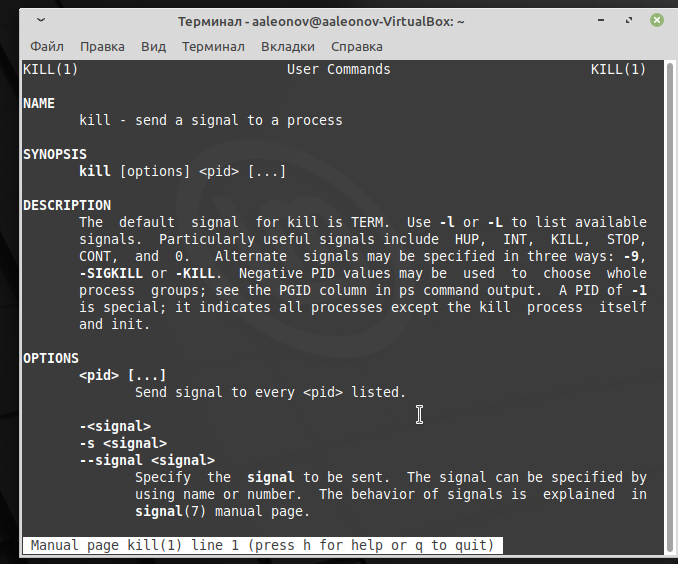 Терминал - aaleonov@aaleonov-VirtualBox: ~
Файл Правка Вид Терминал Вкладки Справка
KILL(1) User Commands KILL(1)
NAME
kill - send a signal to a process
SYNOPSIS
kill [options] <pid> [...]
DESCRIPTION
The default signal for kill is TERM. Use -l or -L to list available
signals. Particularly useful signals include HUP, INT, KILL, STOP,
CONT, and 0. Alternate signals may be specified in three ways: -9,
-SIGKILL or -KILL. Negative PID values may be used to choose whole
process groups; see the PGID column in ps command output. A PID of -1
is special; it indicates all processes except the kill process itself
and init.
OPTIONS
<pid> [...]
Send signal to every <pid> listed.
-<signal>
-s <signal>
--signal <signal>
Specify the signal to be sent. The signal can be specified by
using name or number. The behavior of signals is explained in
signal(7) manual page.
Manual page kill(1) line 1 (press h for help or q to quit)